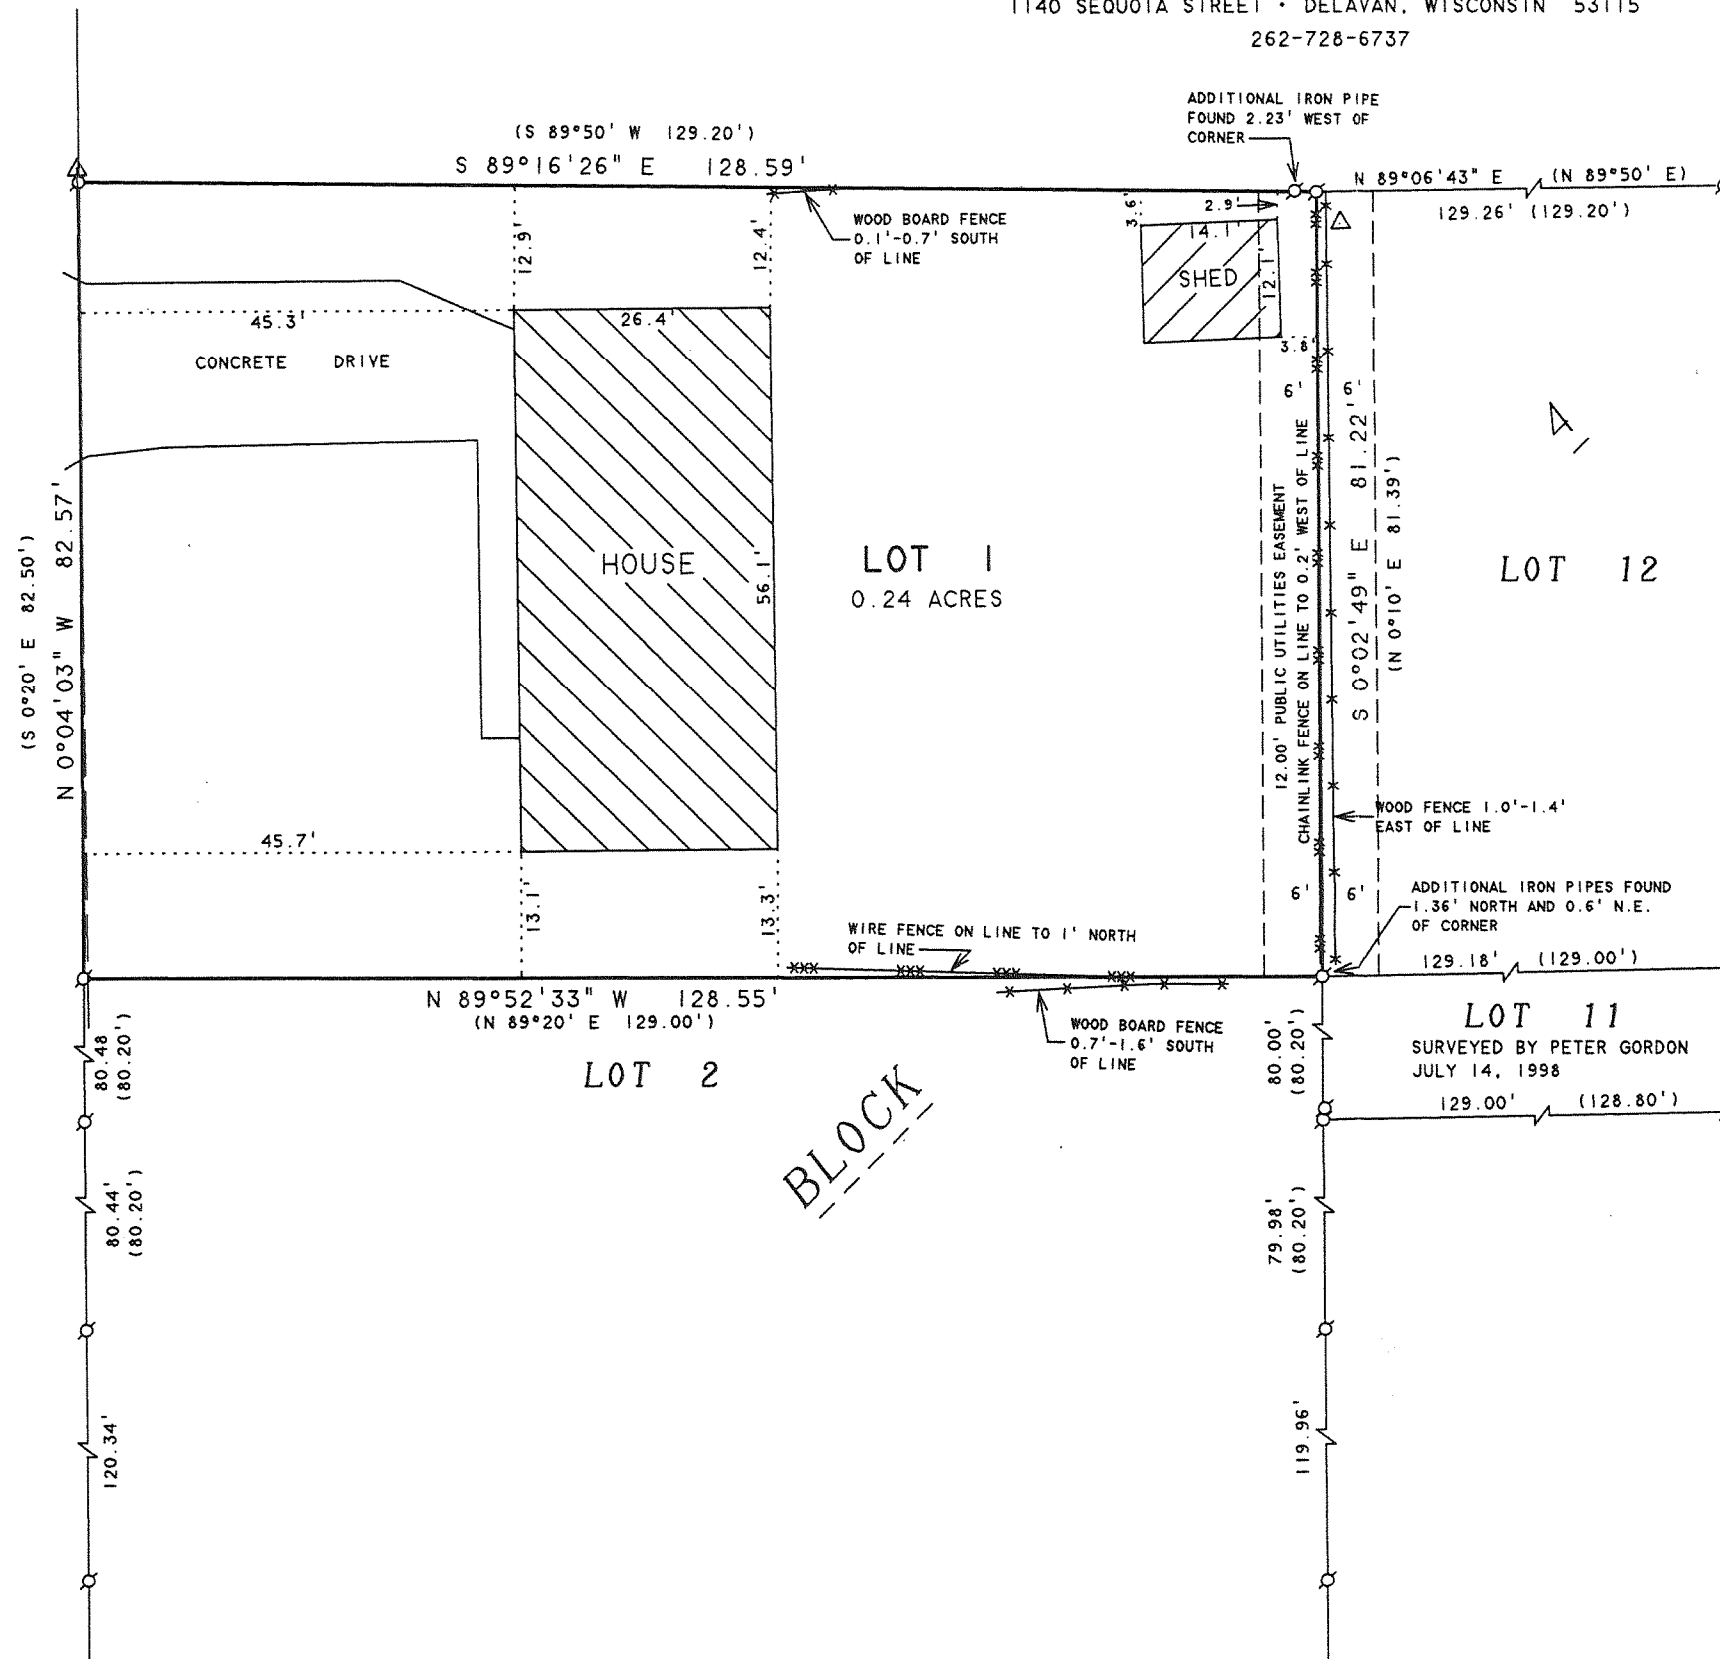 1140 SEQUOIA STREET • DELAVAN, WISCONSIN 53115
262-728-6737
ADDITIONAL IRON PIPE
FOUND 2.23' WEST OF
CORNER
(S 89°50' W 129.20')
S 89°16'26" E 128.59'
N 89°06'43" E (N 89°50' E)
129.26' (129.20')
WOOD BOARD FENCE
0.1'-0.7' SOUTH
OF LINE
12.9'
12.4'
3.6'
2.9'
14.1'
SHED
12.1'
3.8'
45.3'
26.4'
CONCRETE DRIVE
6'
6'
(S 0°20' E 82.50')
N 0°04'03" W 82.57'
HOUSE
56.1'
LOT 1
0.24 ACRES
12.00' PUBLIC UTILITIES EASEMENT
CHAINLINK FENCE ON LINE TO 0.2' WEST OF LINE
S 0°02'49" E 81.22'
(N 0°10' E 81.39')
LOT 12
WOOD FENCE 1.0'-1.4'
EAST OF LINE
45.7'
13.1'
13.3'
6'
6'
ADDITIONAL IRON PIPES FOUND
1.36' NORTH AND 0.6' N.E.
OF CORNER
WIRE FENCE ON LINE TO 1' NORTH
OF LINE
129.18' (129.00')
N 89°52'33" W 128.55'
(N 89°20' E 129.00')
WOOD BOARD FENCE
0.7'-1.6' SOUTH
OF LINE
LOT 11
SURVEYED BY PETER GORDON
JULY 14, 1998
129.00' (128.80')
80.48
(80.20')
LOT 2
80.00'
(80.20')
BLOCK
80.44'
(80.20')
79.98'
(80.20')
120.34'
119.96'